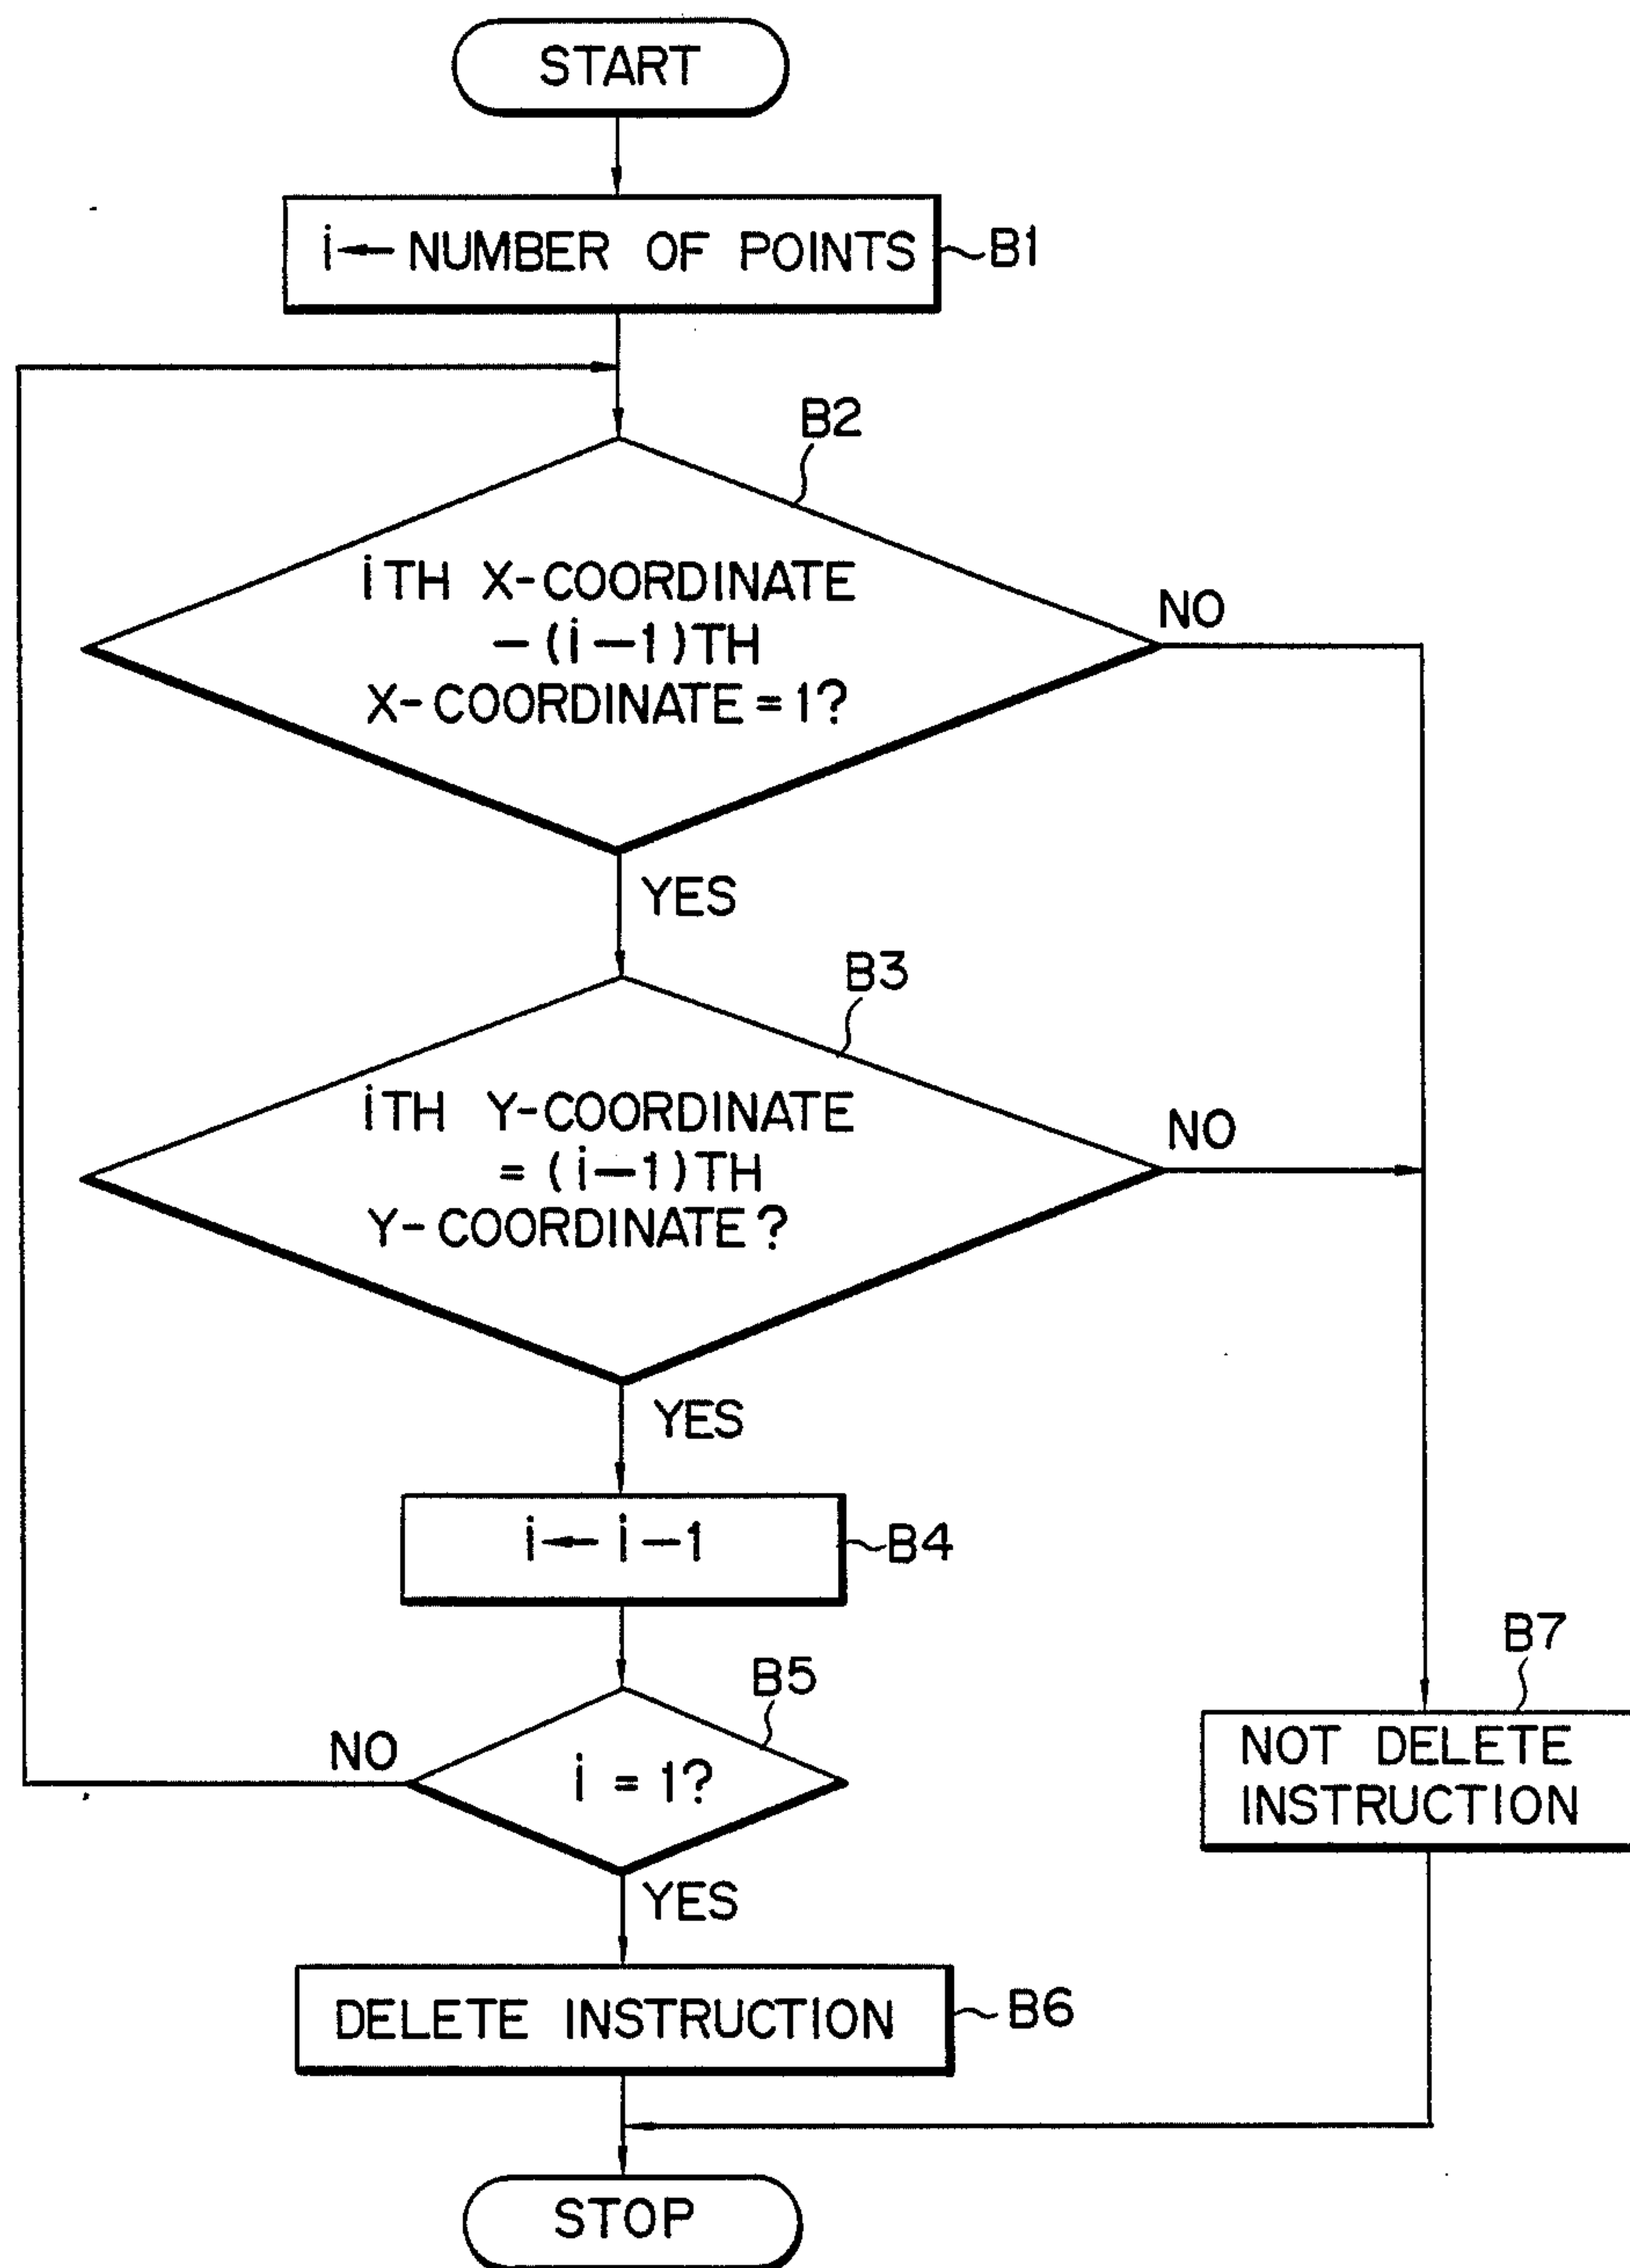 START
i ← NUMBER OF POINTS
B1
B2
iTH X-COORDINATE
-(i-1)TH
X-COORDINATE=1?
NO
YES
B3
iTH Y-COORDINATE
=(i-1)TH
Y-COORDINATE?
NO
YES
i ← i-1
B4
B5
i = 1?
NO
YES
B7
NOT DELETE
INSTRUCTION
DELETE INSTRUCTION
B6
STOP